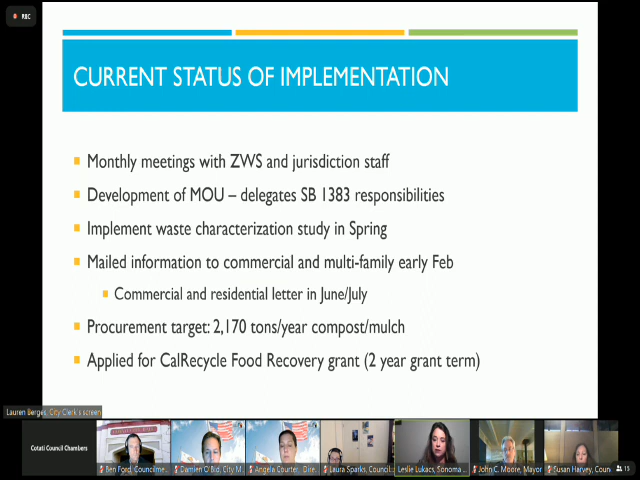 REC
CURRENT STATUS OF IMPLEMENTATION
Monthly meetings with ZWS and jurisdiction staff
Development of MOU – delegates SB 1383 responsibilities
Implement waste characterization study in Spring
Mailed information to commercial and multi-family early Feb
Commercial and residential letter in June/July
Procurement target: 2,170 tons/year compost/mulch
Applied for CalRecycle Food Recovery grant (2 year grant term)
Lauren Berges, City Clerk's screen
Cotati Council Chambers
Ben Ford, Councilme...
Damien O'Bid, City M...
Angela Courter, Dire...
Laura Sparks, Council...
Leslie Lukacs, Sonoma ...
John C. Moore, Mayor
Susan Harvey, Coun...
15